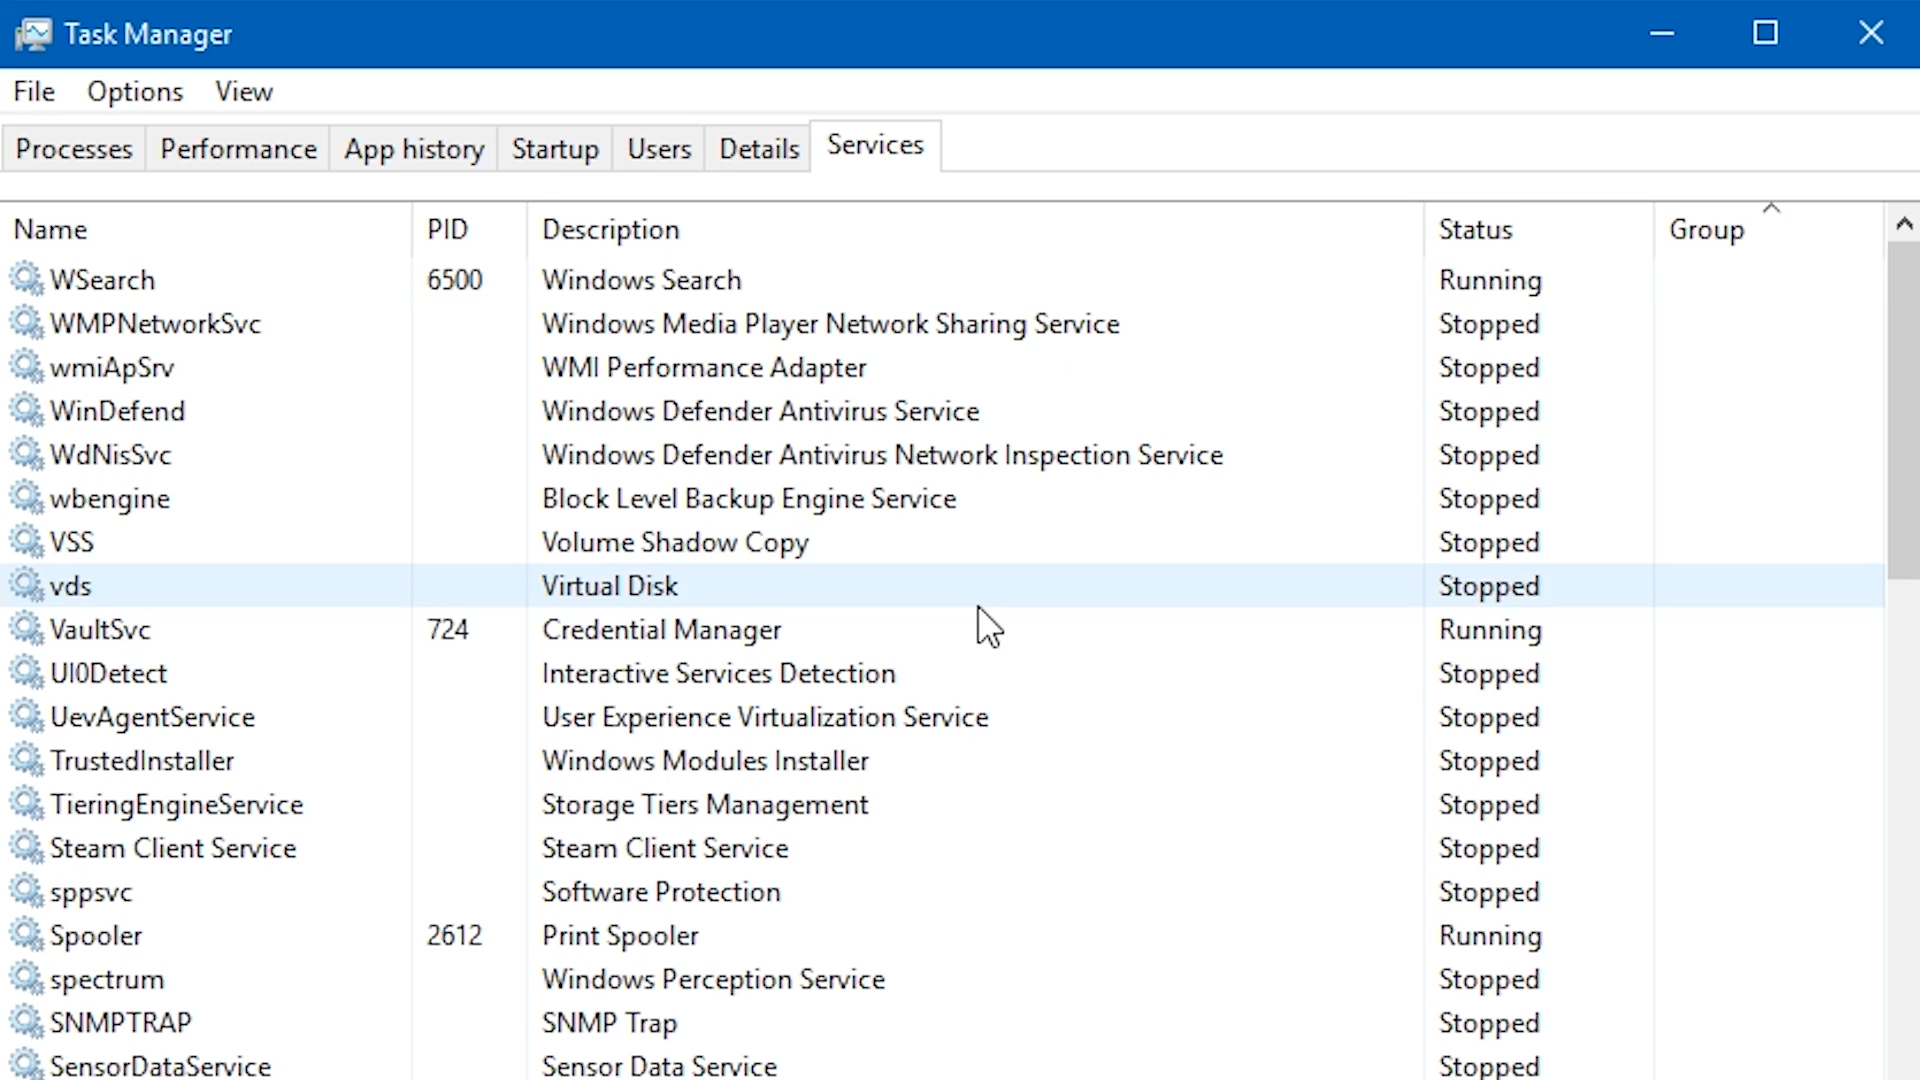 Task Manager
File Options View
Processes Performance App history Startup Users Details Services
Name PID Description Status Group
WSearch 6500 Windows Search Running
WMPNetworkSvc Windows Media Player Network Sharing Service Stopped
wmiApSrv WMI Performance Adapter Stopped
WinDefend Windows Defender Antivirus Service Stopped
WdNisSvc Windows Defender Antivirus Network Inspection Service Stopped
wbengine Block Level Backup Engine Service Stopped
VSS Volume Shadow Copy Stopped
vds Virtual Disk Stopped
VaultSvc 724 Credential Manager Running
UI0Detect Interactive Services Detection Stopped
UevAgentService User Experience Virtualization Service Stopped
TrustedInstaller Windows Modules Installer Stopped
TieringEngineService Storage Tiers Management Stopped
Steam Client Service Steam Client Service Stopped
sppsvc Software Protection Stopped
Spooler 2612 Print Spooler Running
spectrum Windows Perception Service Stopped
SNMPTRAP SNMP Trap Stopped
SensorDataService Sensor Data Service Stopped